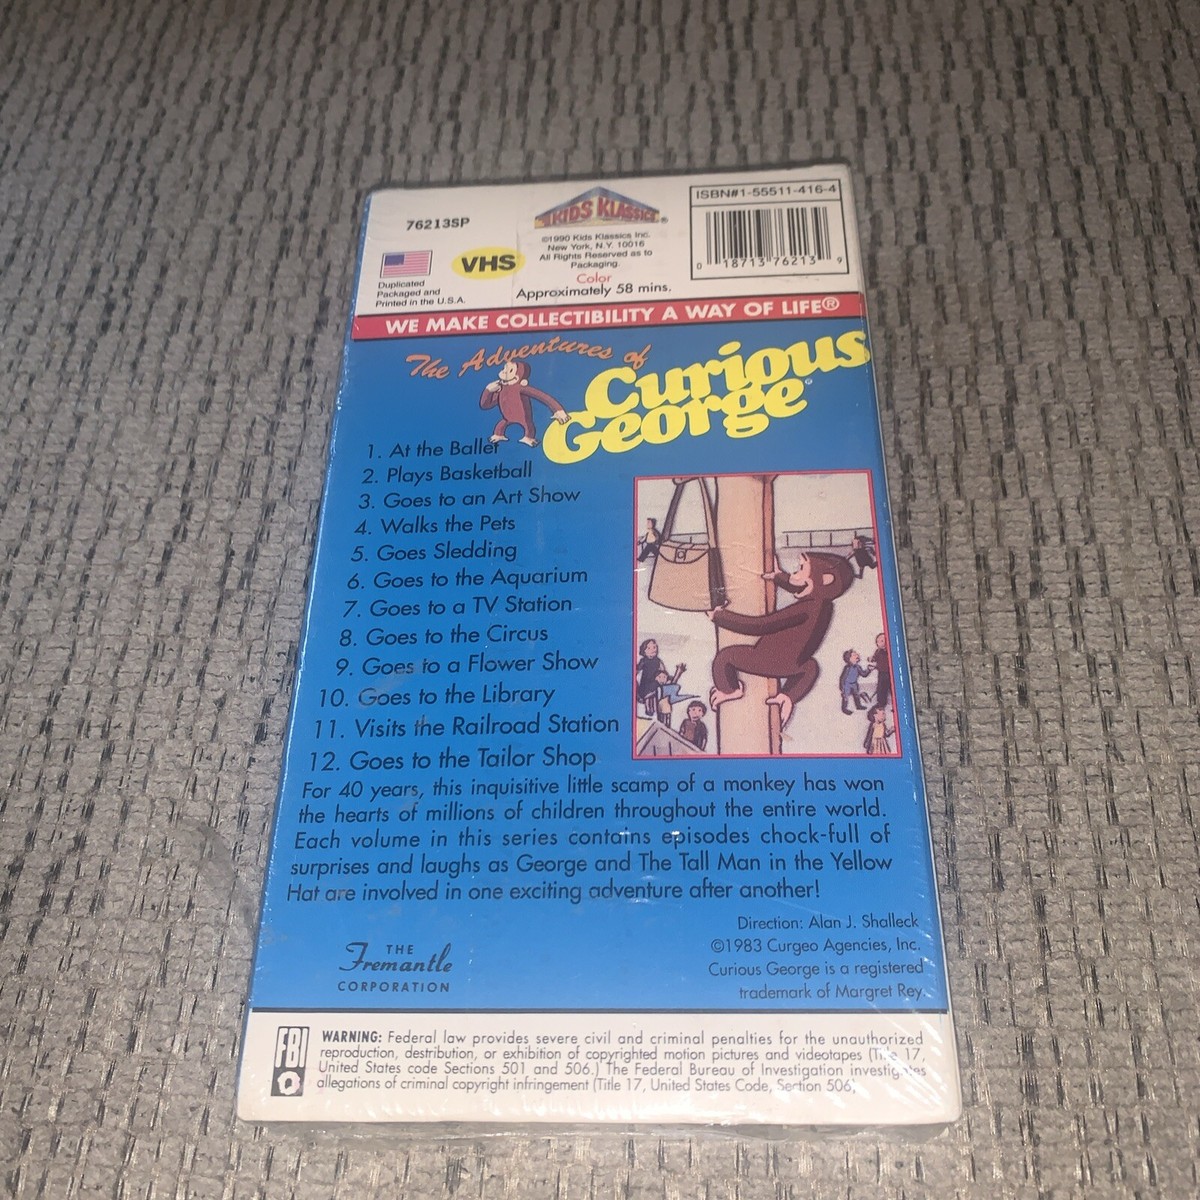 76213SP
KIDS KLASSICS®
©1990 Kids Klassics Inc.
New York, N.Y. 10016
All Rights Reserved as to
Packaging.
ISBN#1-55511-416-4
0 18713 76213 9
VHS
Duplicated
Packaged and
Printed in the U.S.A.
Color
Approximately 58 mins.
WE MAKE COLLECTIBILITY A WAY OF LIFE®
The Adventures of
Curious
George®
1. At the Ballet
2. Plays Basketball
3. Goes to an Art Show
4. Walks the Pets
5. Goes Sledding
6. Goes to the Aquarium
7. Goes to a TV Station
8. Goes to the Circus
9. Goes to a Flower Show
10. Goes to the Library
11. Visits the Railroad Station
12. Goes to the Tailor Shop
For 40 years, this inquisitive little scamp of a monkey has won
the hearts of millions of children throughout the entire world.
Each volume in this series contains episodes chock-full of
surprises and laughs as George and The Tall Man in the Yellow
Hat are involved in one exciting adventure after another!
Direction: Alan J. Shalleck
©1983 Curgeo Agencies, Inc.
Curious George is a registered
trademark of Margret Rey
THE
Fremantle
CORPORATION
FBI
WARNING: Federal law provides severe civil and criminal penalties for the unauthorized
reproduction, destribution, or exhibition of copyrighted motion pictures and videotapes (Title 17,
United States code Sections 501 and 506.) The Federal Bureau of Investigation investigates
allegations of criminal copyright infringement (Title 17, United States Code, Section 506)